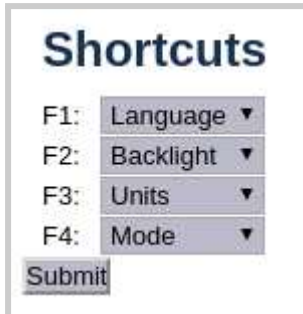 Shortcuts
F1: Language
F2: Backlight
F3: Units
F4: Mode
Submit